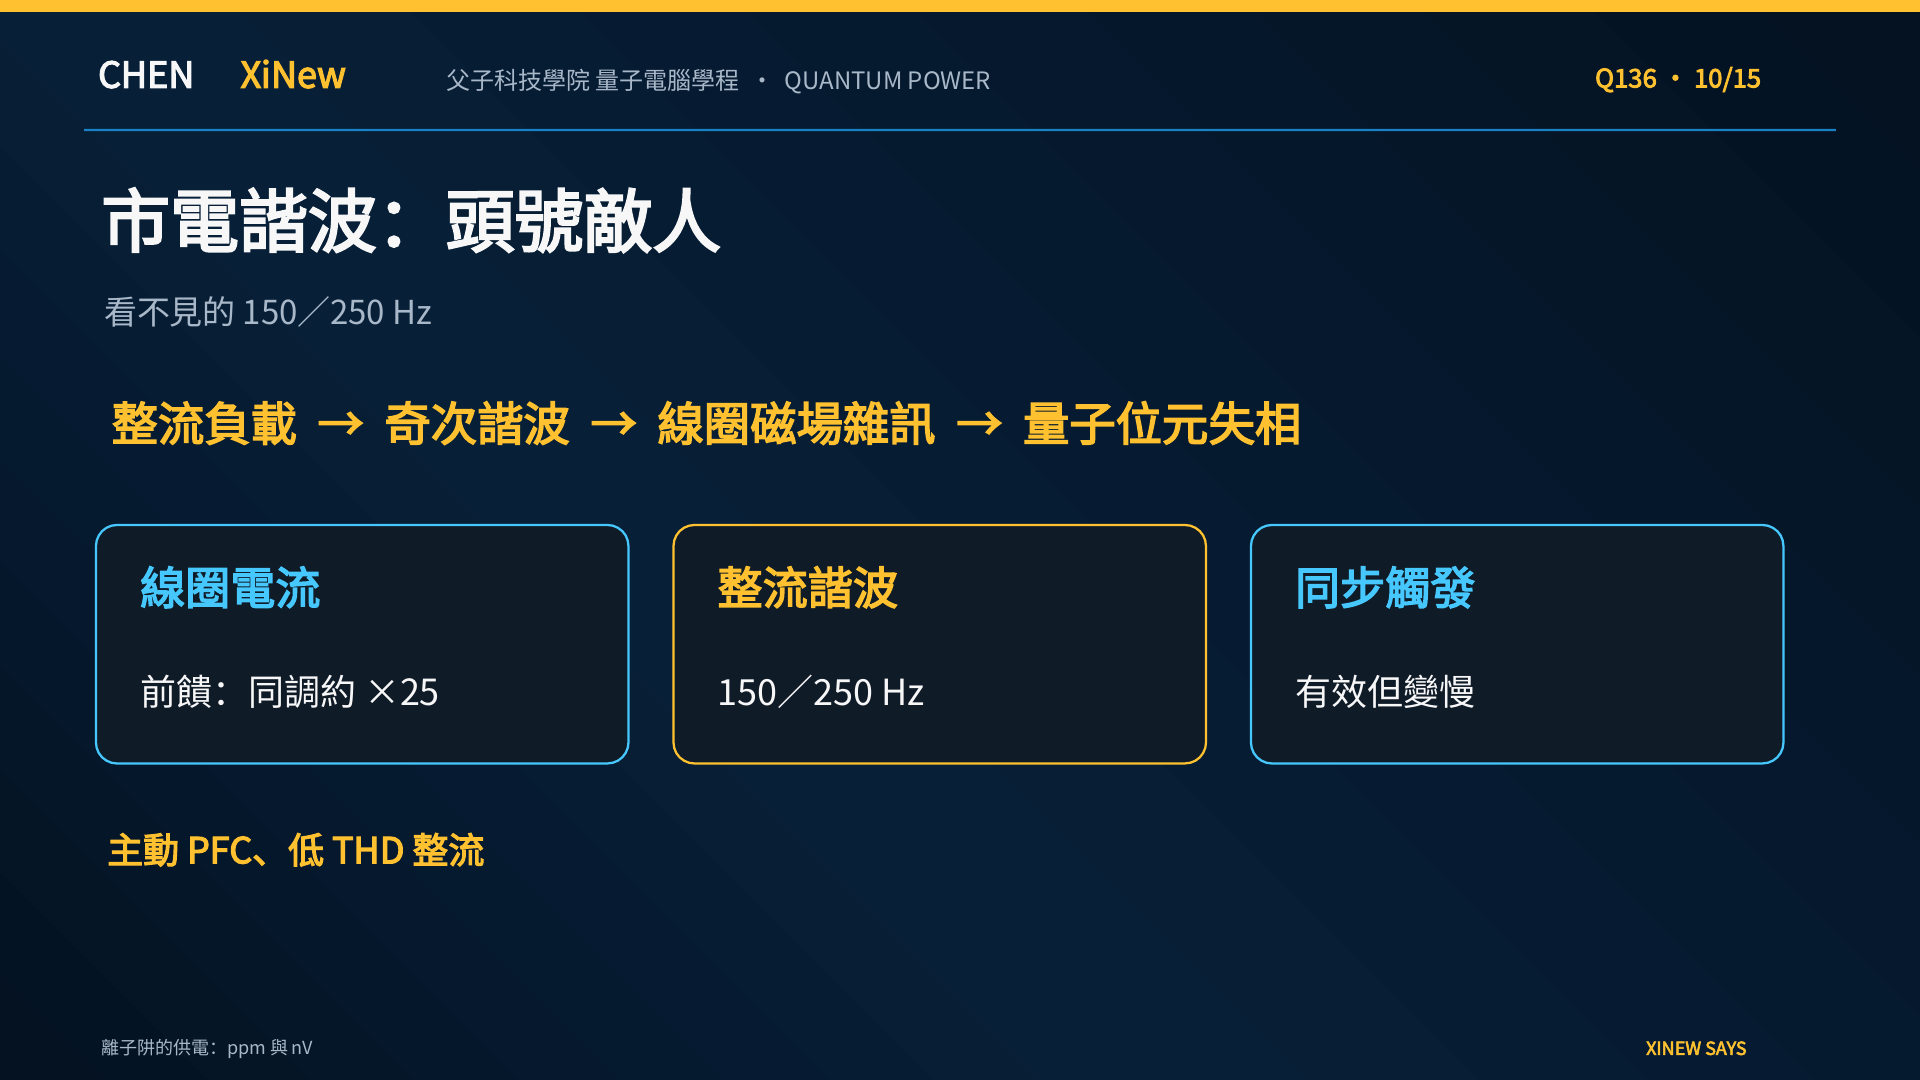 CHEN XiNew 父子科技學院 量子電腦學程 · QUANTUM POWER Q136 · 10/15
市電諧波：頭號敵人
看不見的 150／250 Hz
整流負載 → 奇次諧波 → 線圈磁場雜訊 → 量子位元失相
線圈電流
前饋：同調約 ×25
整流諧波
150／250 Hz
同步觸發
有效但變慢
主動 PFC、低 THD 整流
離子阱的供電：ppm 與 nV
XINEW SAYS